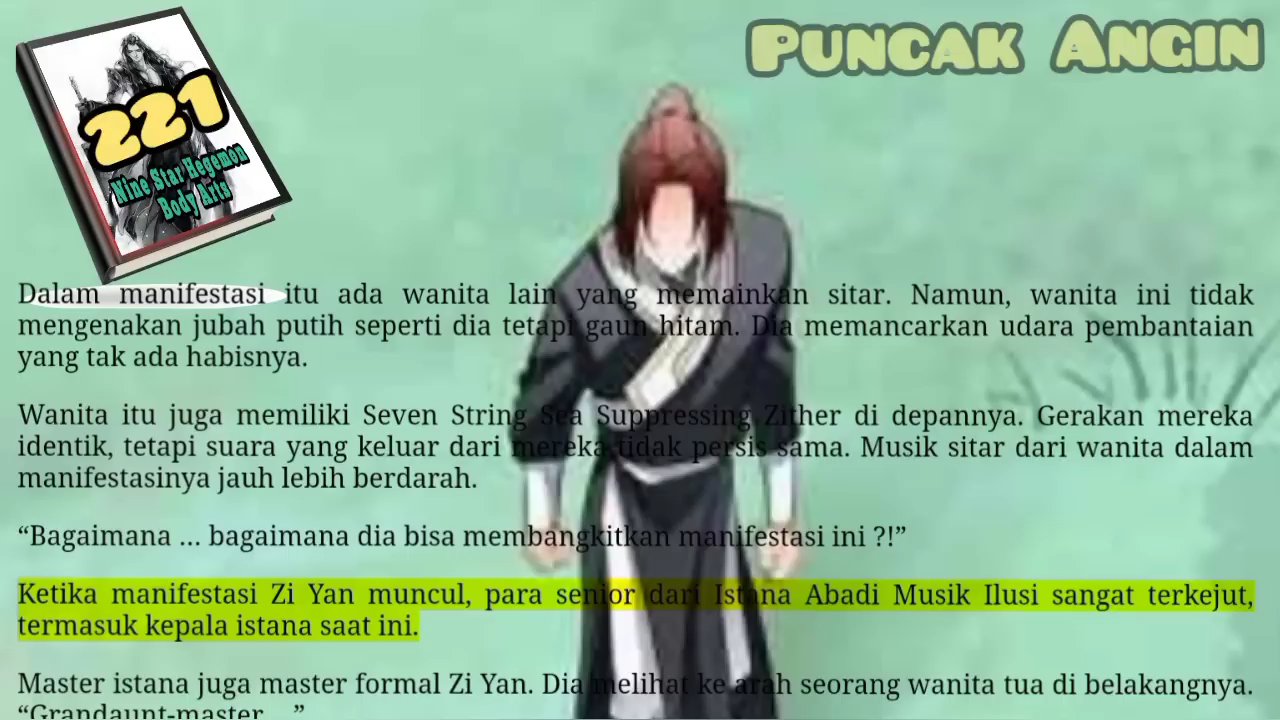 Puncak Angin
221
Nine Star Hegemon
Body Arts
Dalam manifestasi itu ada wanita lain yang memainkan sitar. Namun, wanita ini tidak
mengenakan jubah putih seperti dia tetapi gaun hitam. Dia memancarkan udara pembantaian
yang tak ada habisnya.
Wanita itu juga memiliki Seven String Sea Suppressing Zither di depannya. Gerakan mereka
identik, tetapi suara yang keluar dari mereka tidak persis sama. Musik sitar dari wanita dalam
manifestasinya jauh lebih berdarah.
“Bagaimana ... bagaimana dia bisa membangkitkan manifestasi ini ?!”
Ketika manifestasi Zi Yan muncul, para senior dari Istana Abadi Musik Ilusi sangat terkejut,
termasuk kepala istana saat ini.
Master istana juga master formal Zi Yan. Dia melihat ke arah seorang wanita tua di belakangnya.
“Grandaunt-master ... ”